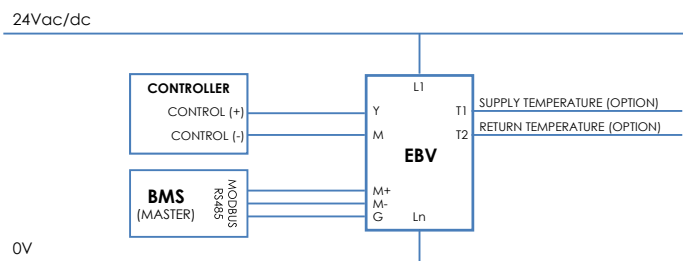 24Vac/dc
L1
CONTROLLER
CONTROL (+)
CONTROL (-)
Y
M
T1
T2
SUPPLY TEMPERATURE (OPTION)
RETURN TEMPERATURE (OPTION)
EBV
BMS
(MASTER)
MODBUS
RS485
M+
M-
G
Ln
0V